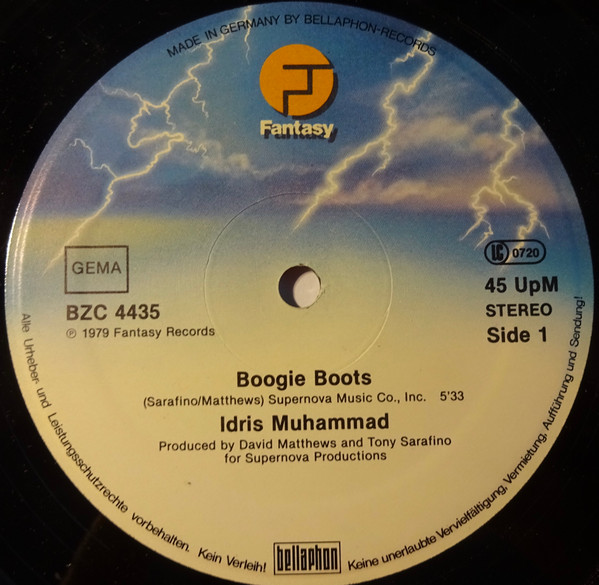 MADE IN GERMANY BY BELLAPHON-RECORDS
Fantasy
GEMA
LC 0720
BZC 4435
℗ 1979 Fantasy Records
45 UpM
STEREO
Side 1
Boogie Boots
(Sarafino/Matthews) Supernova Music Co., Inc. 5'33
Idris Muhammad
Produced by David Matthews and Tony Sarafino
for Supernova Productions
Alle Urheber- und Leistungsschutzrechte vorbehalten. Kein Verleih!
bellaphon
Keine unerlaubte Vervielfältigung, Vermietung, Aufführung und Sendung!